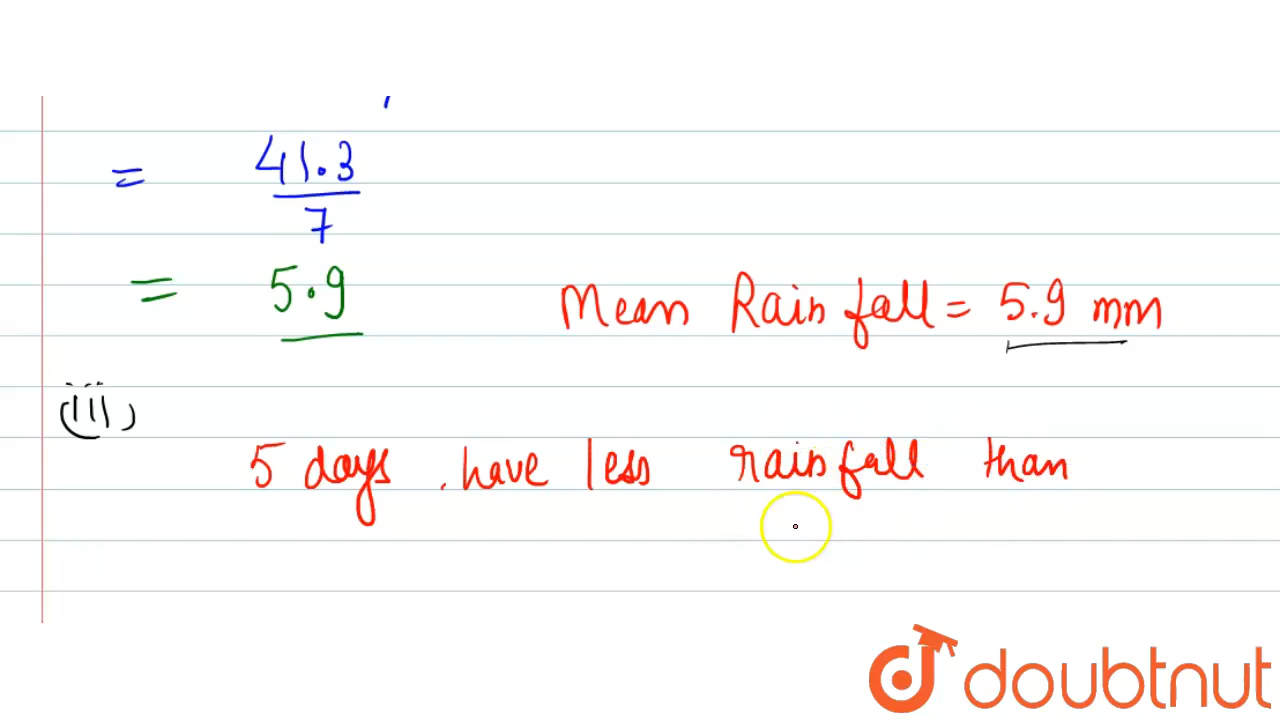 = 41.3
7
= 5.9
Mean Rainfall = 5.9 mm
(iii)
5 days have less rainfall than
doubtnut